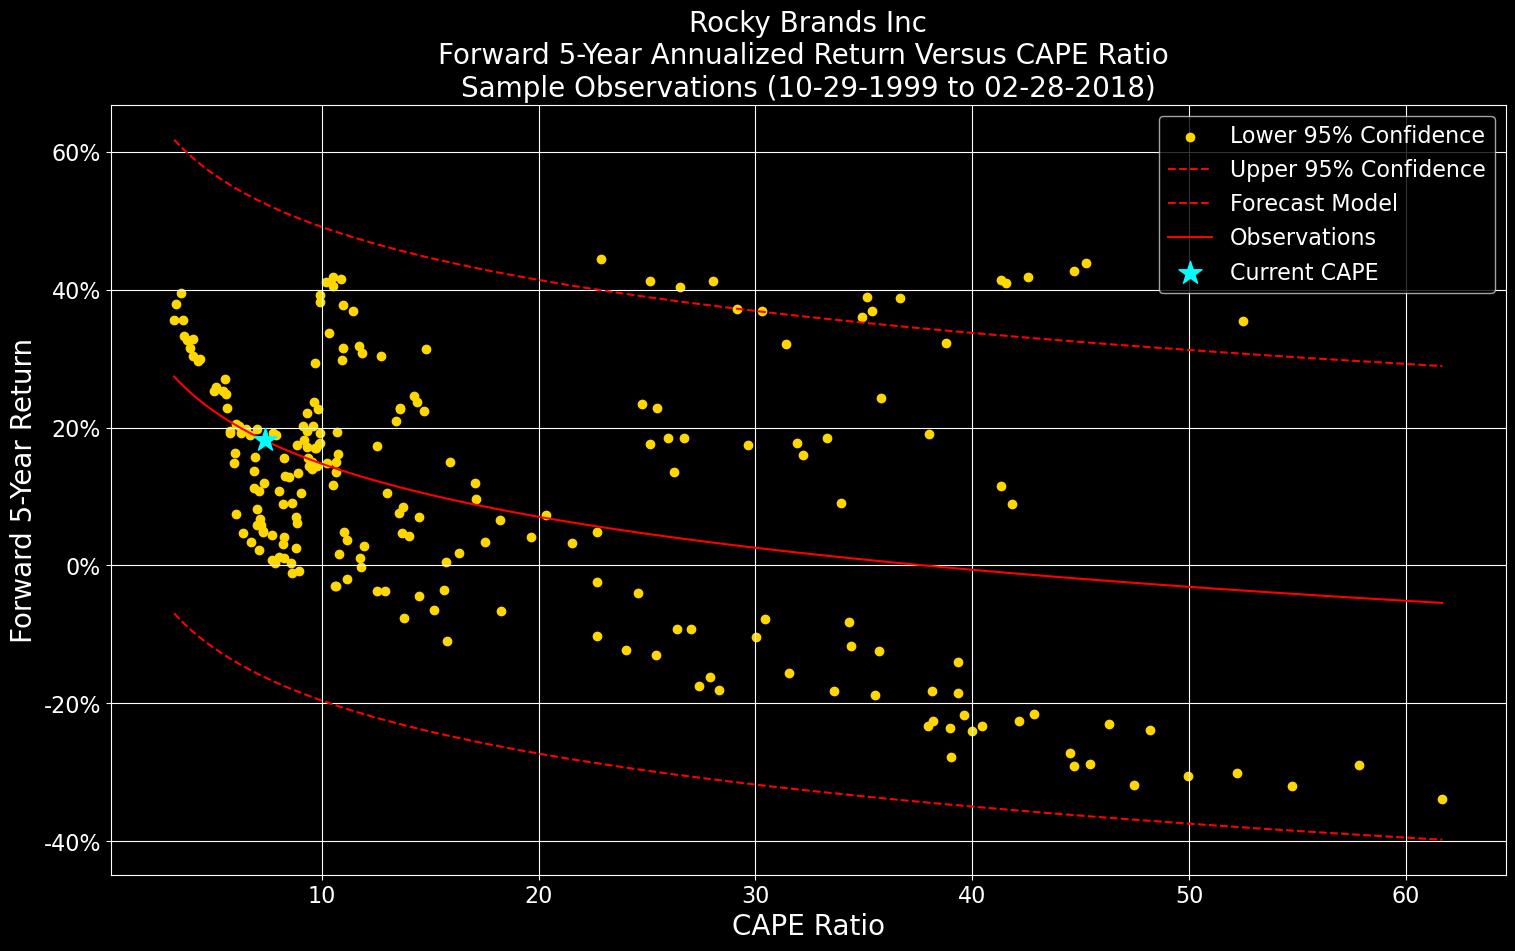 Rocky Brands Inc
Forward 5-Year Annualized Return Versus CAPE Ratio
Sample Observations (10-29-1999 to 02-28-2018)
Lower 95% Confidence
Upper 95% Confidence
Forecast Model
Observations
Current CAPE
Forward 5-Year Return
60%
40%
20%
0%
-20%
-40%
10 20 30 40 50 60
CAPE Ratio